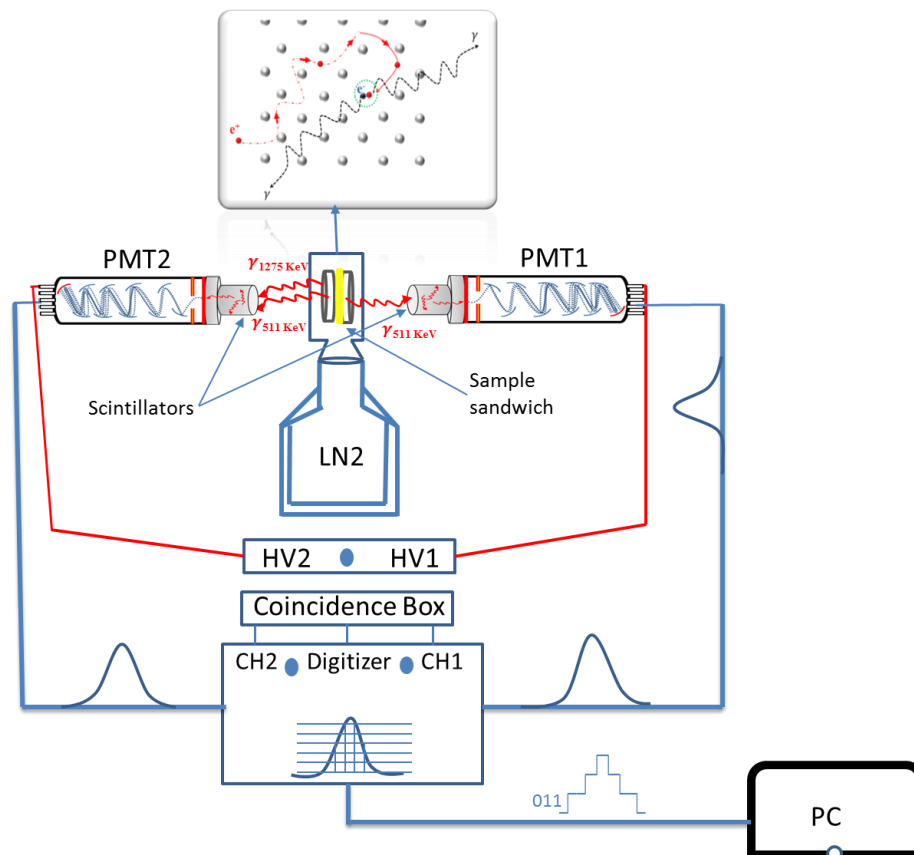 γ
e⁺
e⁻
γ
PMT2
PMT1
γ1275 KeV
γ511 KeV
γ511 KeV
Scintillators
Sample
sandwich
LN2
HV2 HV1
Coincidence Box
CH2 Digitizer CH1
011
PC